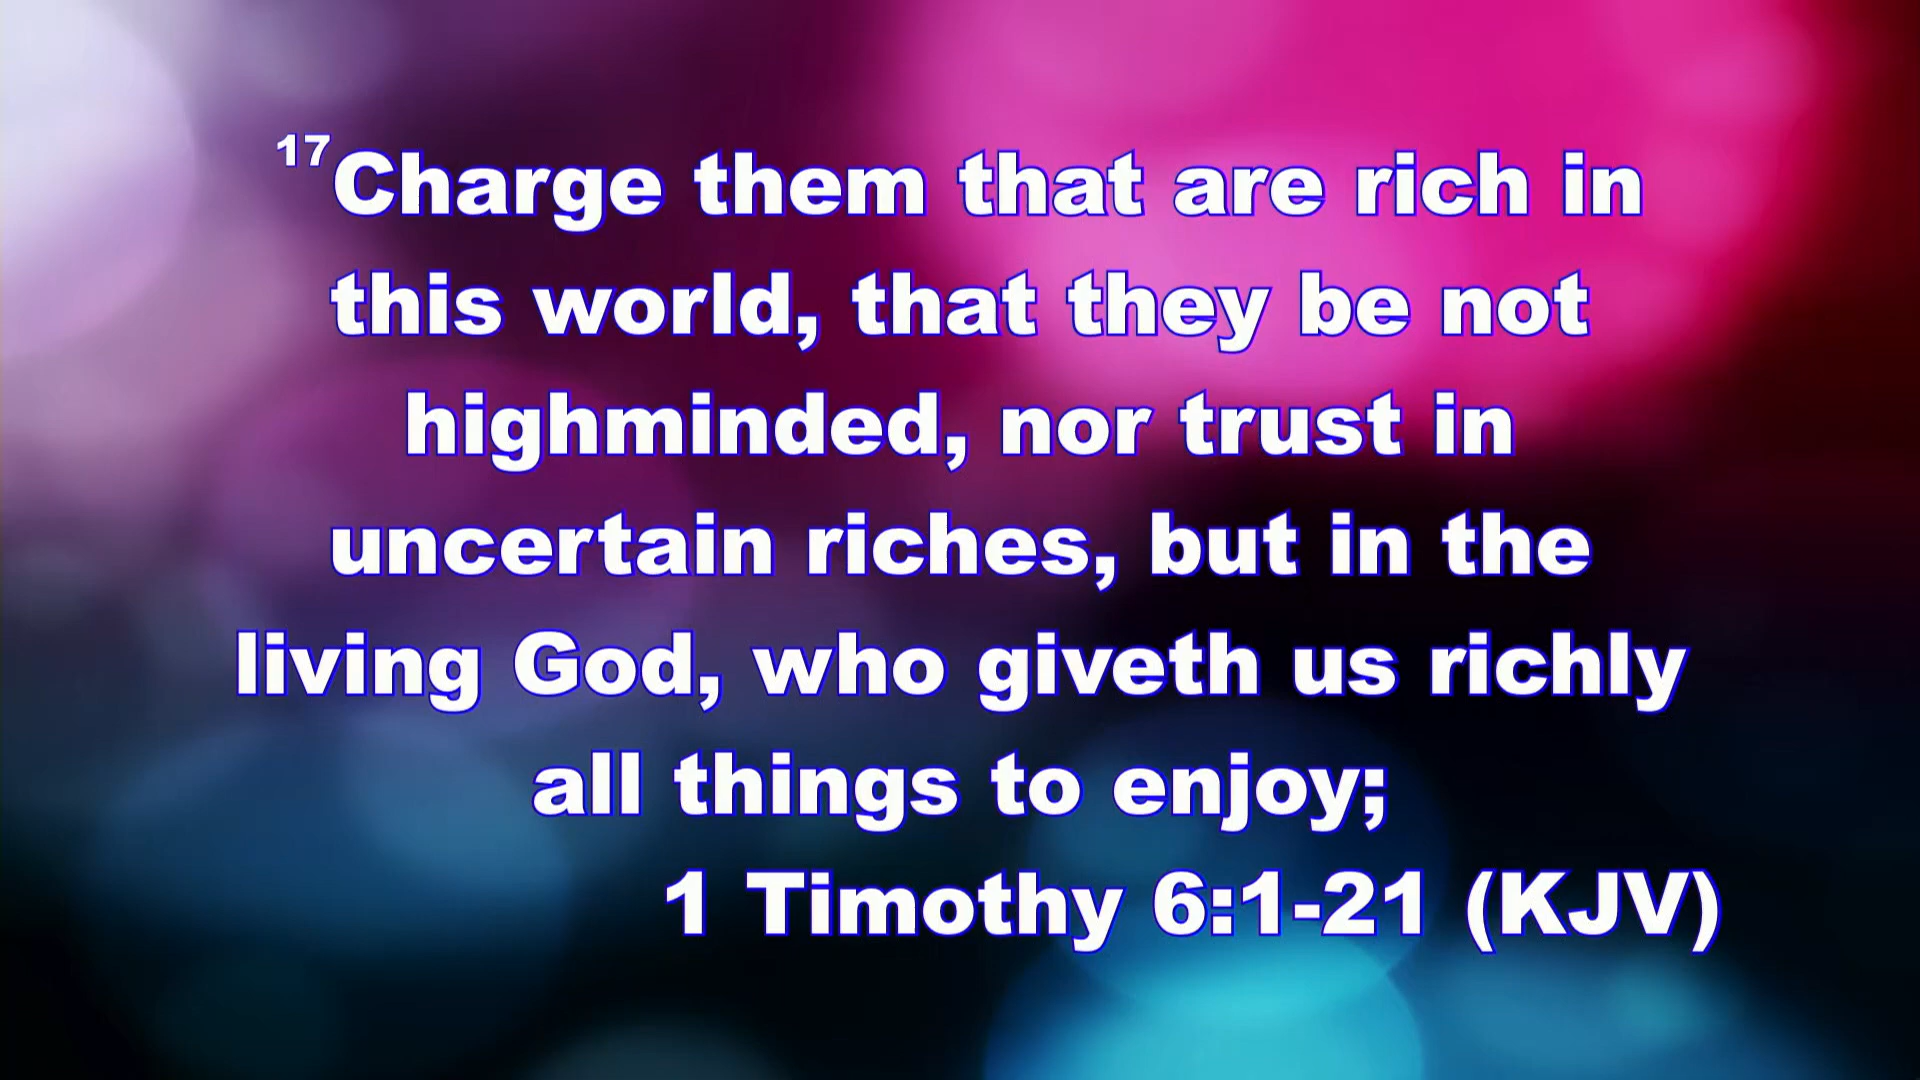 17Charge them that are rich in
this world, that they be not
highminded, nor trust in
uncertain riches, but in the
living God, who giveth us richly
all things to enjoy;
1 Timothy 6:1-21 (KJV)